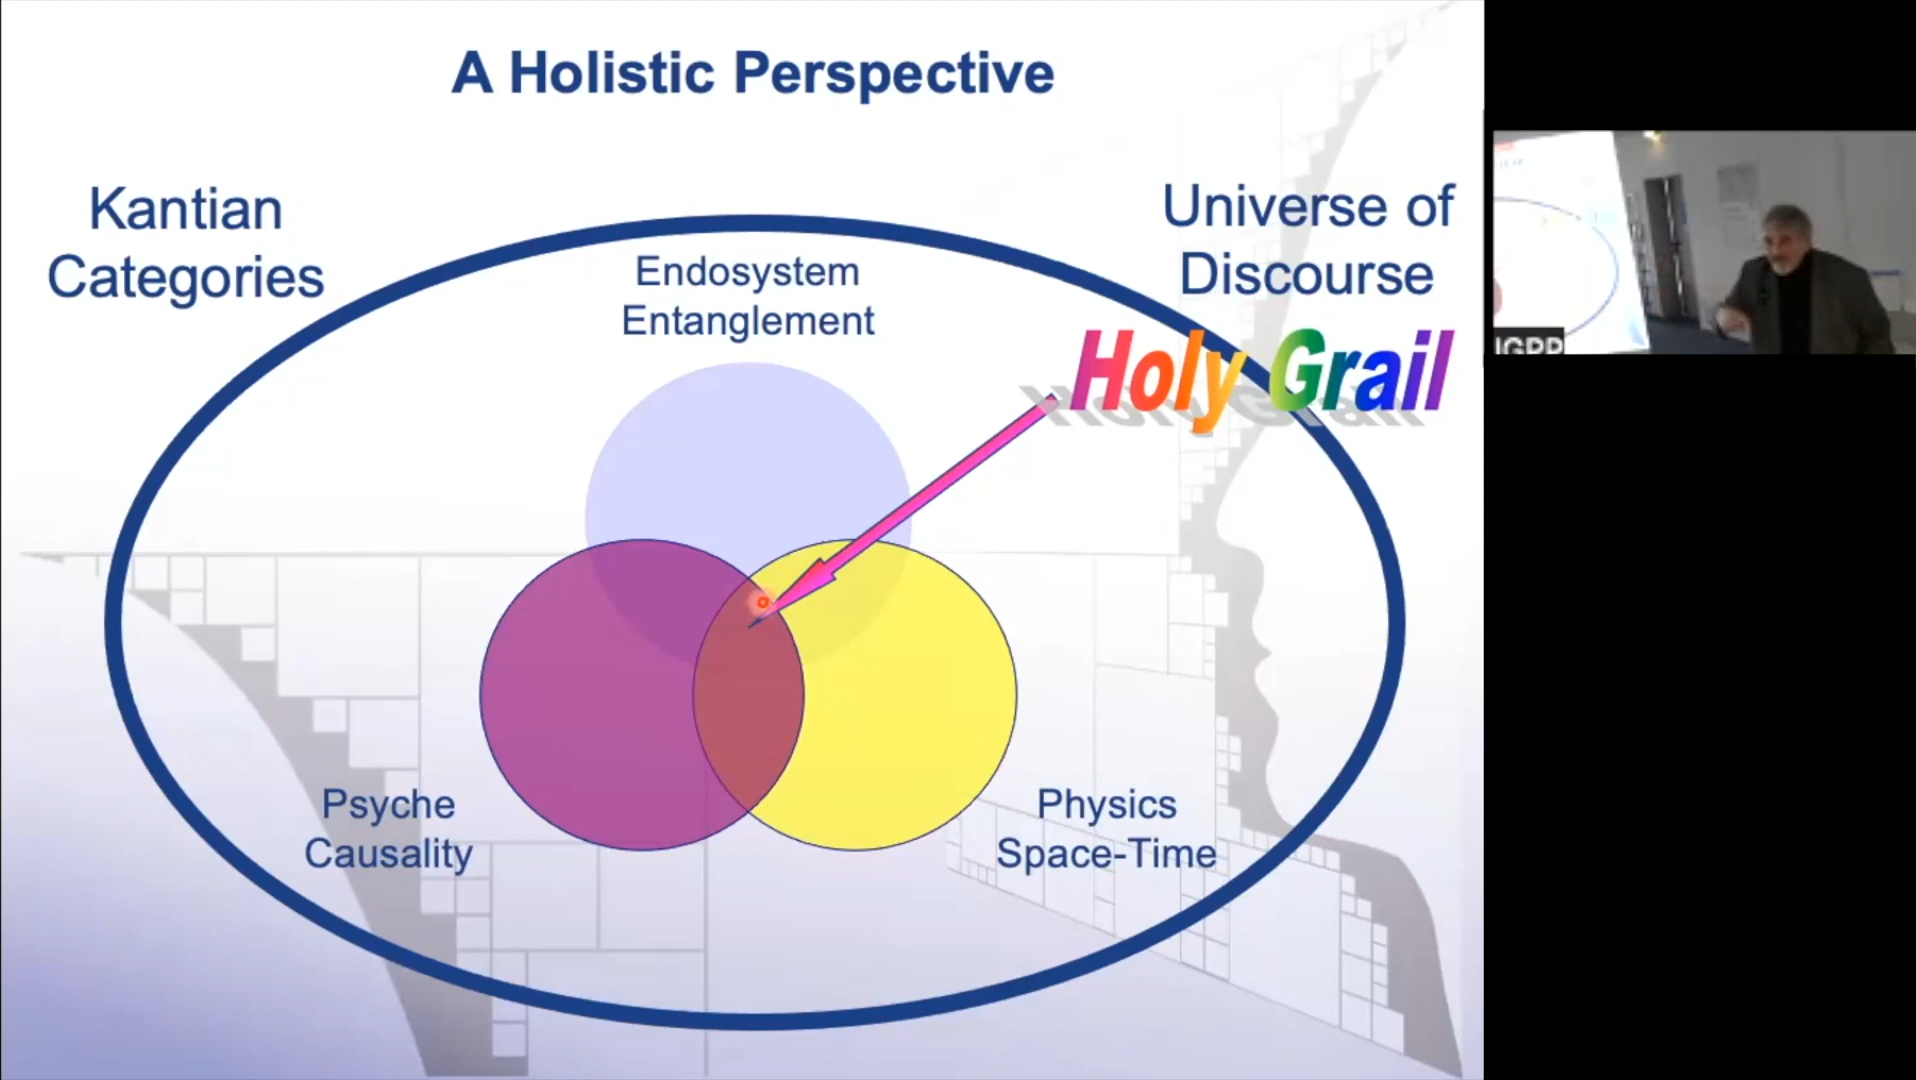 A Holistic Perspective
Kantian
Categories
Universe of
Discourse
Endosystem
Entanglement
Holy Grail
Psyche
Causality
Physics
Space-Time
IGPP